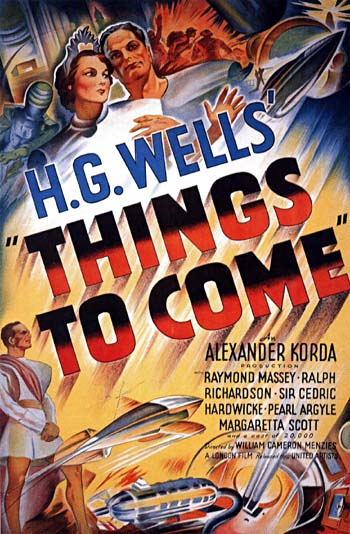 H.G. WELLS'
"THINGS
TO COME"
An
ALEXANDER KORDA
PRODUCTION
RAYMOND MASSEY · RALPH
RICHARDSON · SIR CEDRIC
HARDWICKE · PEARL ARGYLE
MARGARETTA SCOTT
and a cast of 20,000
Directed by WILLIAM CAMERON MENZIES
A LONDON FILM Released thru UNITED ARTISTS